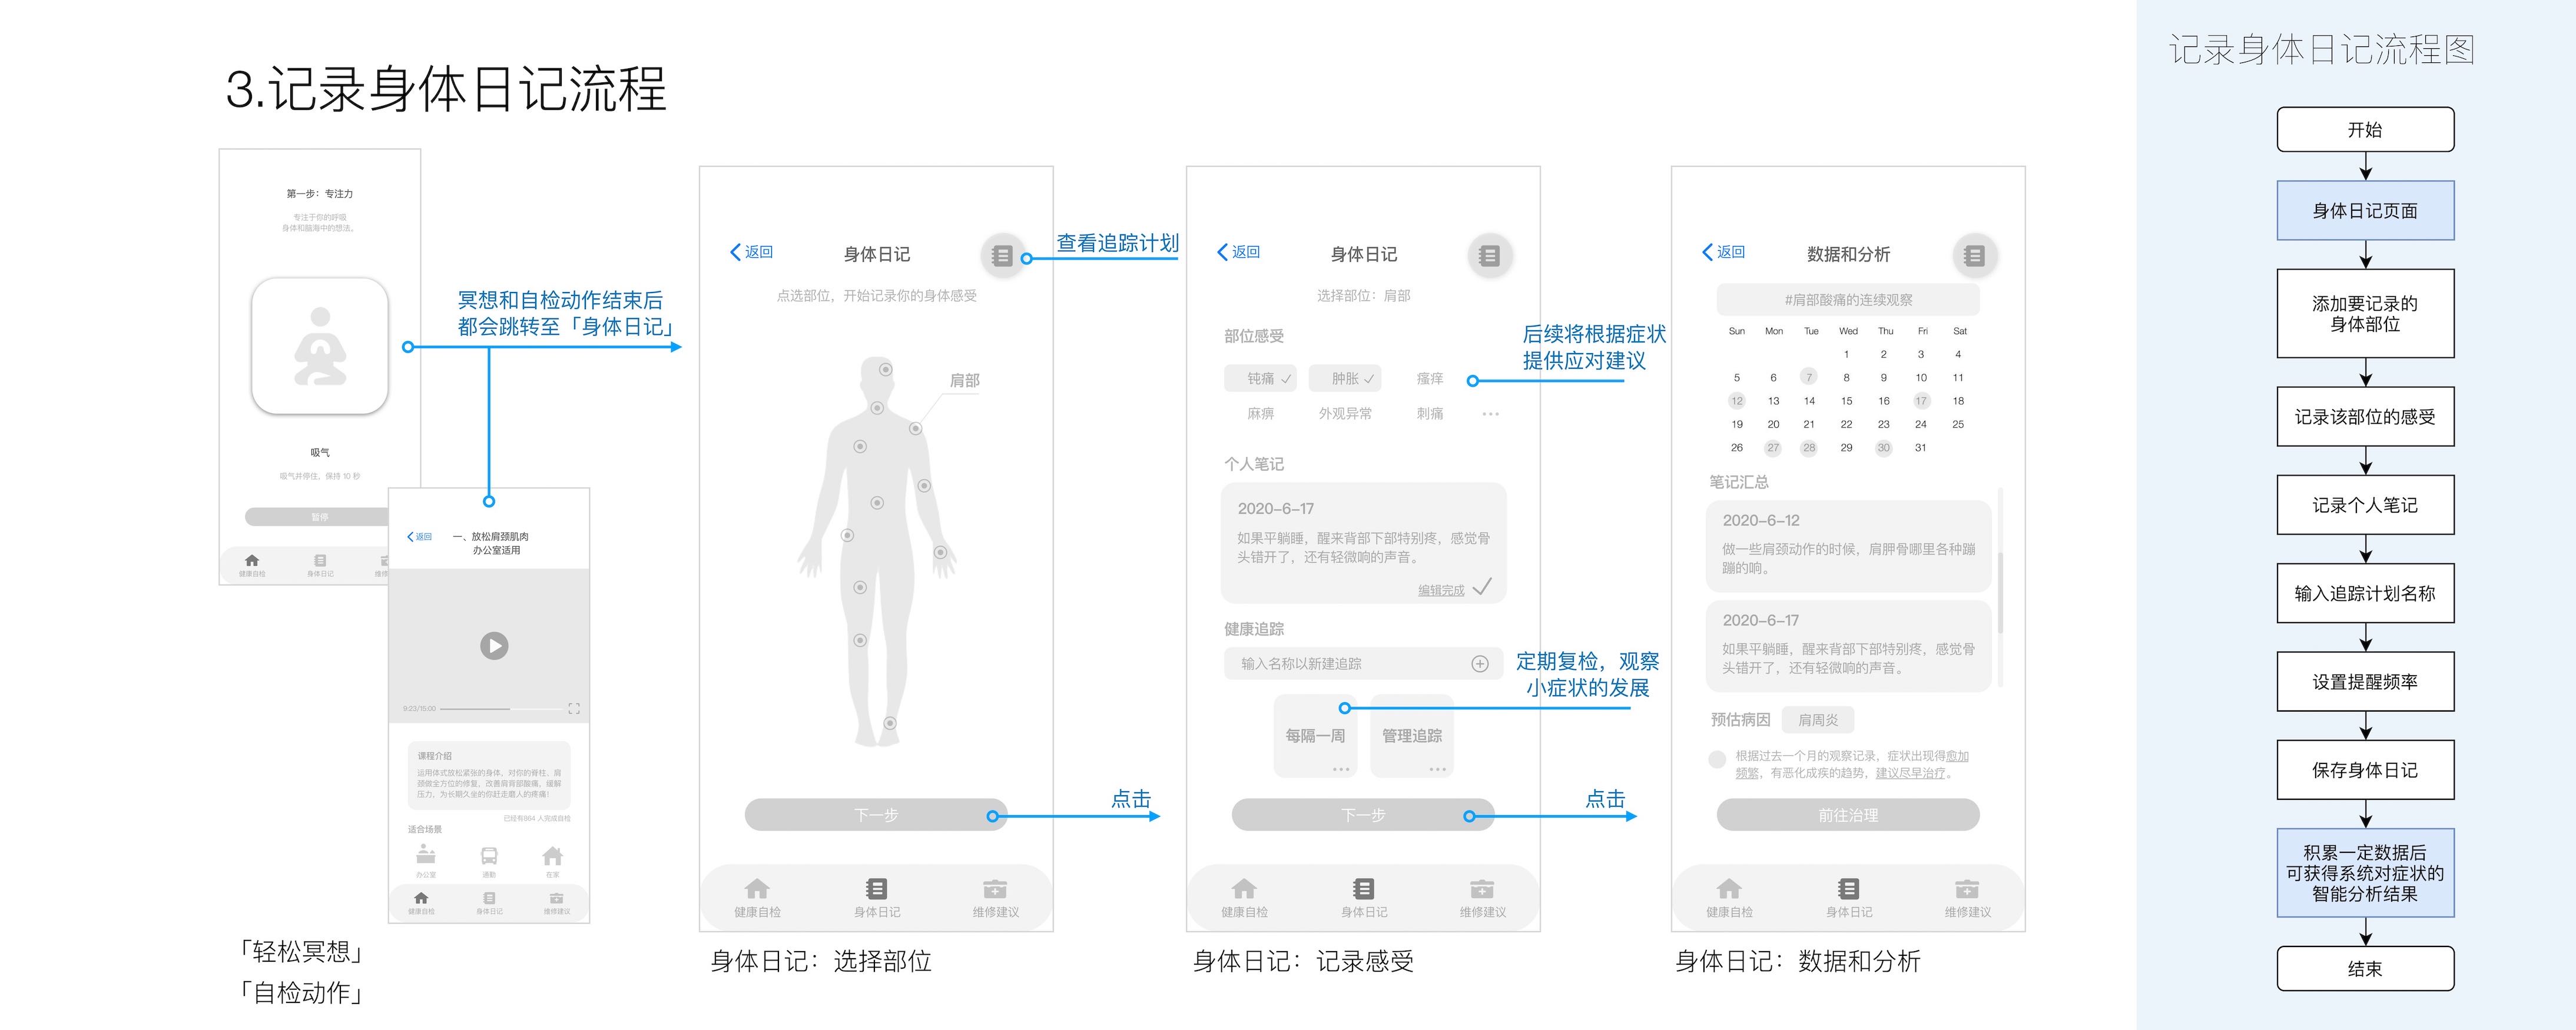 3.记录身体日记流程
第一步：专注力
专注于你的呼吸
身体和脑海中的想法。
吸气
吸气并停住，保持 10 秒
暂停
健康自检
身体日记
维修
冥想和自检动作结束后
都会跳转至「身体日记」
返回
一、放松肩颈肌肉
办公室适用
9:23/15:00
课程介绍
运用体式放松紧张的身体，对你的脊柱、肩
颈做全方位的修复，改善肩背部酸痛，缓解
压力，为长期久坐的你赶走磨人的疼痛！
已经有984 人完成自检
适合场景
办公室
通勤
在家
健康自检
身体日记
维修建议
「轻松冥想」
「自检动作」
返回
身体日记
查看追踪计划
点选部位，开始记录你的身体感受
肩部
下一步
点击
健康自检
身体日记
维修建议
身体日记：选择部位
返回
身体日记
选择部位：肩部
部位感受
钝痛
肿胀
瘙痒
麻痹
外观异常
刺痛
后续将根据症状
提供应对建议
个人笔记
2020-6-17
如果平躺睡，醒来背部下部特别疼，感觉骨
头错开了，还有轻微响的声音。
编辑完成
健康追踪
输入名称以新建追踪
定期复检，观察
小症状的发展
每隔一周
管理追踪
下一步
点击
健康自检
身体日记
维修建议
身体日记：记录感受
返回
数据和分析
#肩部酸痛的连续观察
Sun Mon Tue Wed Thu Fri Sat
1 2 3 4
5 6 7 8 9 10 11
12 13 14 15 16 17 18
19 20 21 22 23 24 25
26 27 28 29 30 31
笔记汇总
2020-6-12
做一些肩颈动作的时候，肩胛骨哪里各种蹦
蹦的响。
2020-6-17
如果平躺睡，醒来背部下部特别疼，感觉骨
头错开了，还有轻微响的声音。
预估病因
肩周炎
根据过去一个月的观察记录，症状出现得愈加
频繁，有恶化成疾的趋势，建议尽早治疗。
前往治理
健康自检
身体日记
维修建议
身体日记：数据和分析
记录身体日记流程图
开始
身体日记页面
添加要记录的
身体部位
记录该部位的感受
记录个人笔记
输入追踪计划名称
设置提醒频率
保存身体日记
积累一定数据后
可获得系统对症状的
智能分析结果
结束